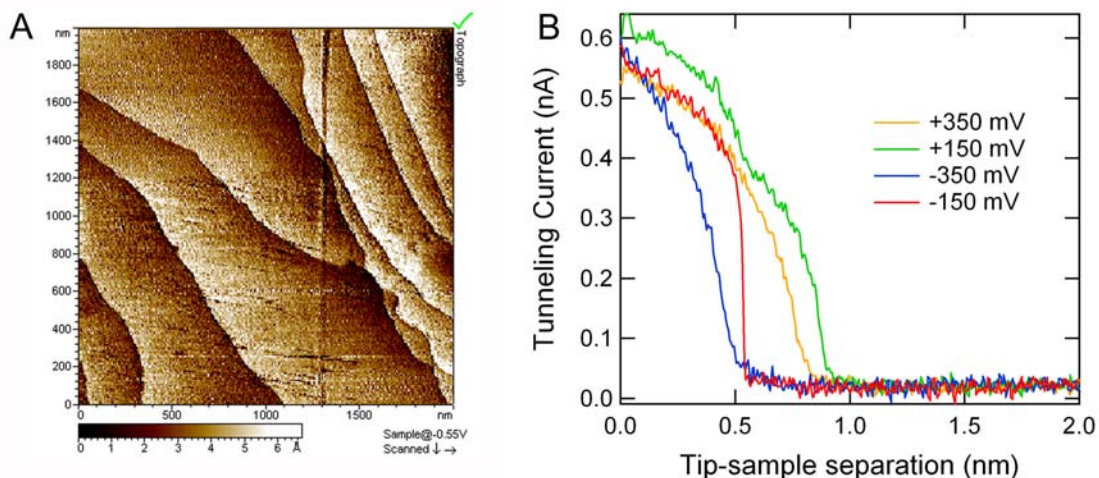 A
nm
1800
1600
1400
1200
1000
800
600
400
200
0
0 500 1000 1500 nm
0 1 2 3 4 5 6 Å
Sample@-0.55V
Scanned ↓ →
Topograph
B
Tunneling Current (nA)
0.6
0.5
0.4
0.3
0.2
0.1
0.0
+350 mV
+150 mV
-350 mV
-150 mV
0.0 0.5 1.0 1.5 2.0
Tip-sample separation (nm)